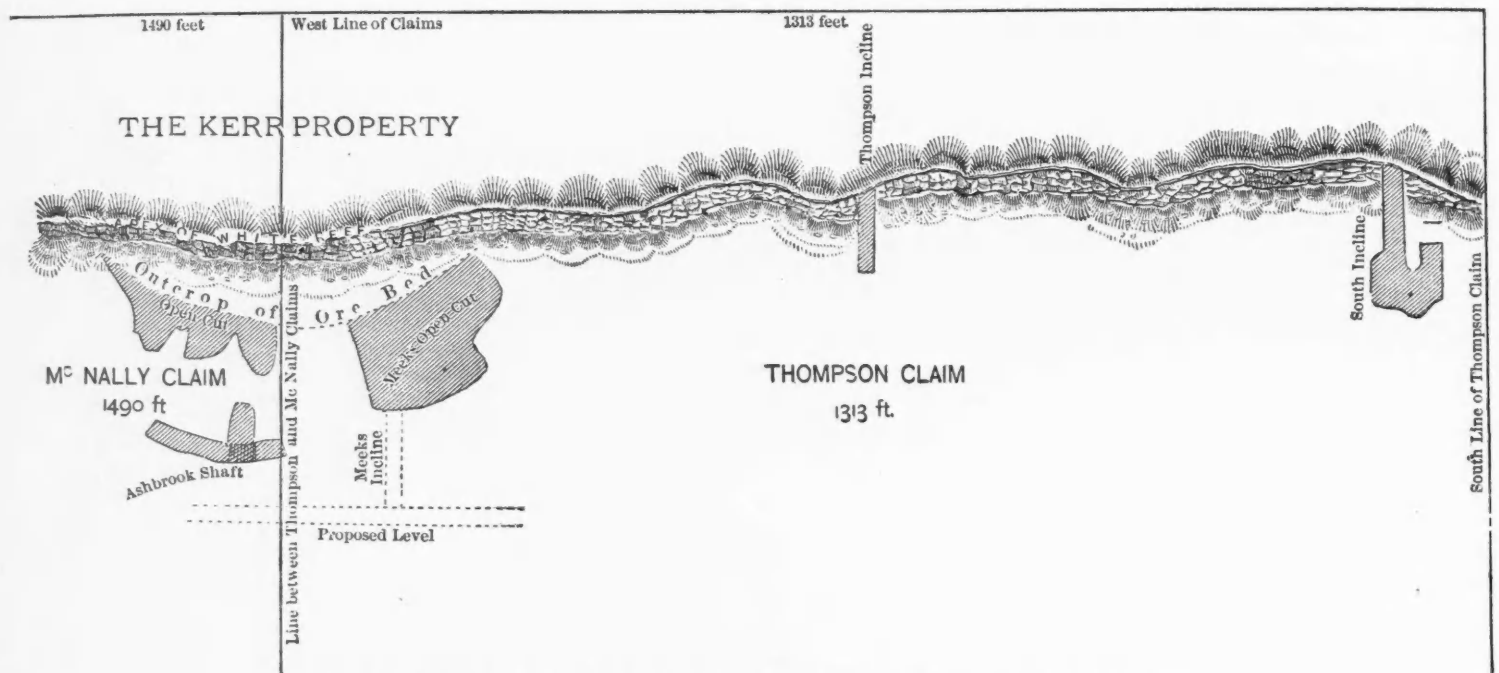 1490 feet
West Line of Claims
1313 feet
THE KERR PROPERTY
Thompson Incline
OF WHITE
Outcrop of Ore Bed
Open Cut
Meeks Open Cut
South Incline
Mc NALLY CLAIM
1490 ft
THOMPSON CLAIM
1313 ft.
Line between Thompson and Mc Nally Claims
South Line of Thompson Claim
Ashbrook Shaft
Meeks
Incline
Proposed Level